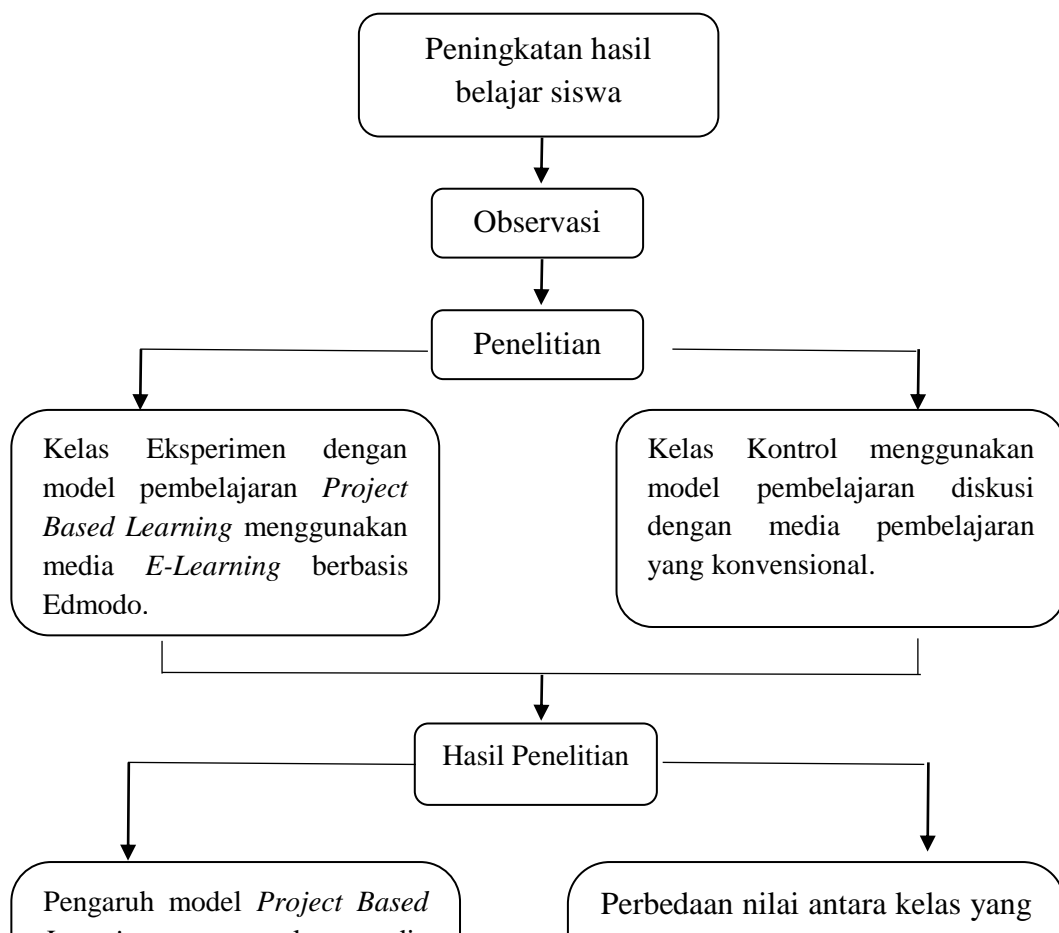 Peningkatan hasil
belajar siswa
Observasi
Penelitian
Kelas Eksperimen dengan
model pembelajaran Project
Based Learning menggunakan
media E-Learning berbasis
Edmodo.
Kelas Kontrol menggunakan
model pembelajaran diskusi
dengan media pembelajaran
yang konvensional.
Hasil Penelitian
Pengaruh model Project Based
Perbedaan nilai antara kelas yang